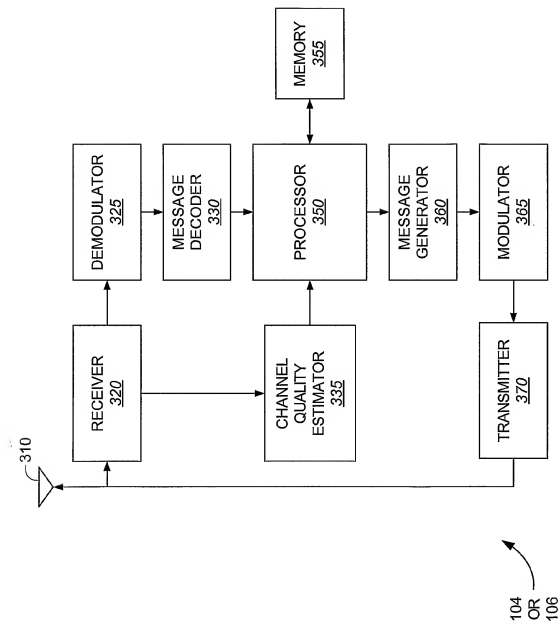 310
RECEIVER
320
DEMODULATOR
325
MESSAGE
DECODER
330
CHANNEL
QUALITY
ESTIMATOR
335
PROCESSOR
350
MEMORY
355
MESSAGE
GENERATOR
360
TRANSMITTER
370
MODULATOR
365
104
OR
106